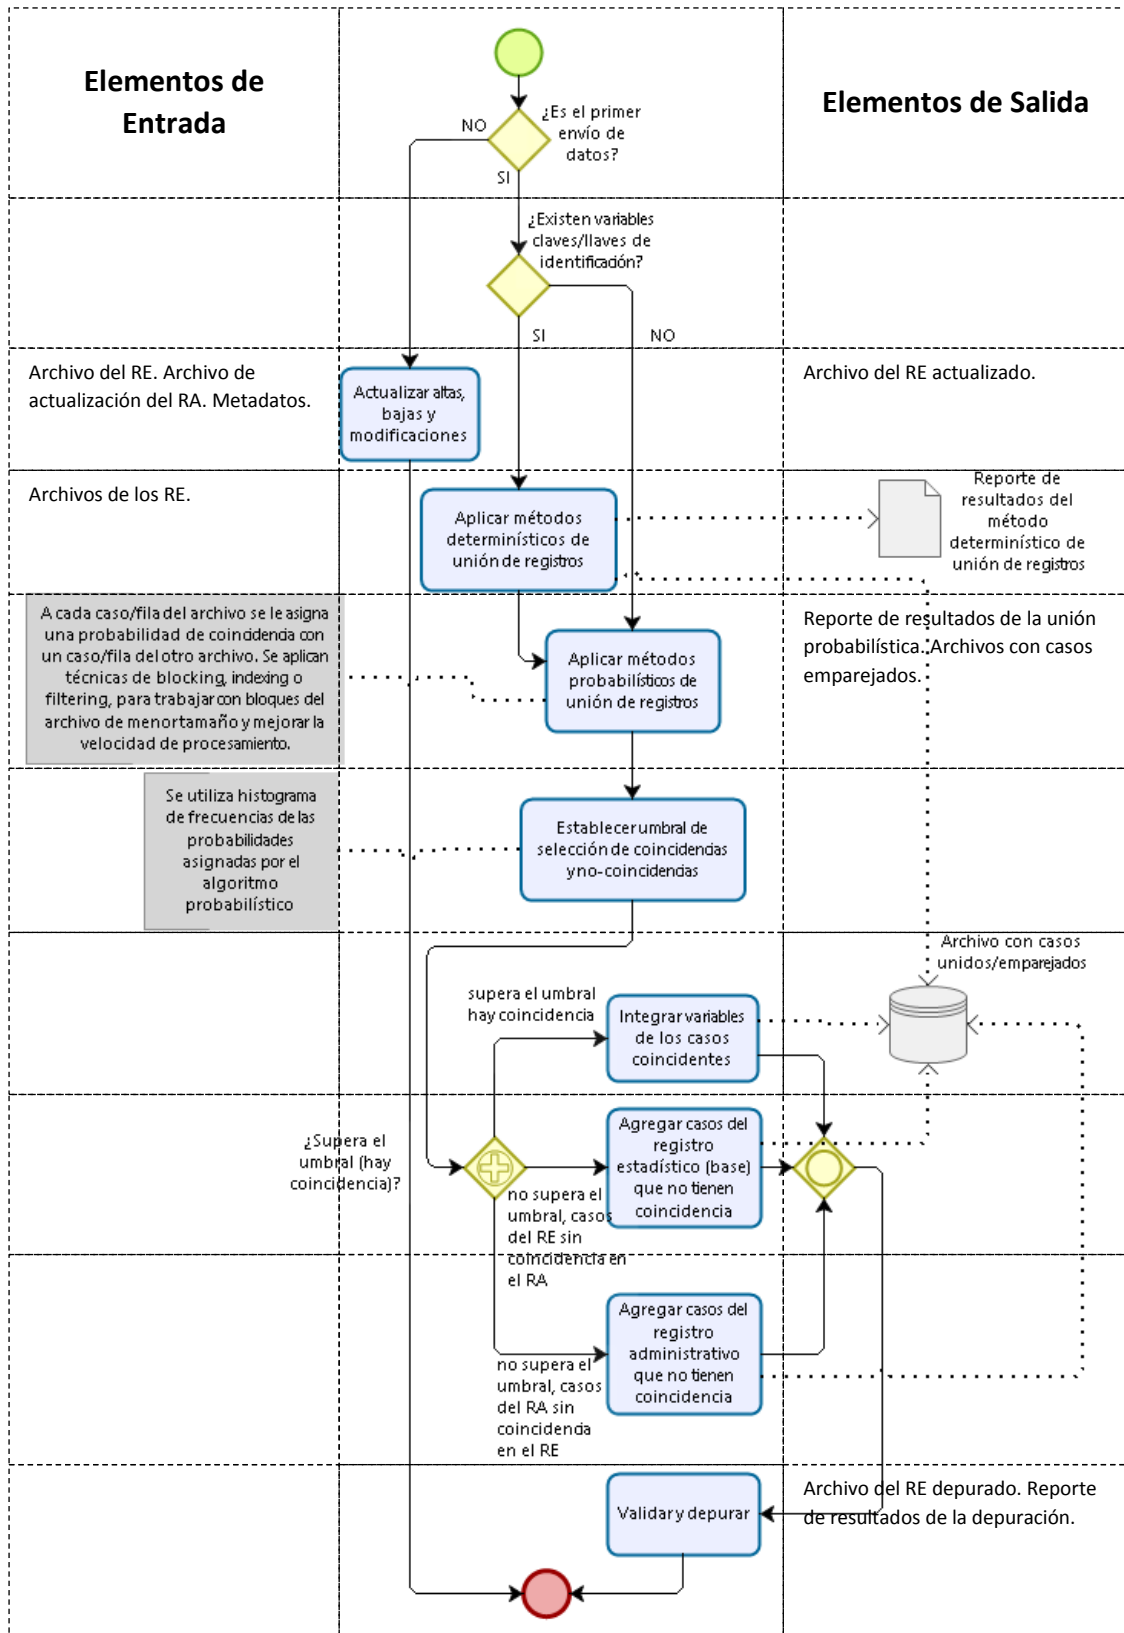 Elementos de
Entrada
Elementos de Salida
¿Es el primer
envío de
datos?
NO
SI
¿Existen variables
claves/llaves de
identificación?
SI
NO
Archivo del RE. Archivo de
actualización del RA. Metadatos.
Actualizar altas,
bajas y
modificaciones
Archivo del RE actualizado.
Archivos de los RE.
Aplicar métodos
determinísticos de
unión de registros
Reporte de
resultados del
método
determinístico de
unión de registros
A cada caso/fila del archivo se le asigna
una probabilidad de coincidencia con
un caso/fila del otro archivo. Se aplican
técnicas de blocking, indexing o
filtering, para trabajar con bloques del
archivo de menor tamaño y mejorar la
velocidad de procesamiento.
Aplicar métodos
probabilísticos de
unión de registros
Reporte de resultados de la unión
probabilística. Archivos con casos
emparejados.
Se utiliza histograma
de frecuencias de las
probabilidades
asignadas por el
algoritmo
probabilístico
Establecer umbral de
selección de coincidencias
y no-coincidencias
Archivo con casos
unidos/emparejados
supera el umbral
hay coincidencia
Integrar variables
de los casos
coincidentes
¿Supera el
umbral (hay
coincidencia)?
Agregar casos del
registro
estadístico (base)
que no tienen
coincidencia
no supera el
umbral, casos
del RE sin
coincidencia en
el RA
Agregar casos del
registro
administrativo
que no tienen
coincidencia
no supera el
umbral, casos
del RA sin
coincidencia
en el RE
Validar y depurar
Archivo del RE depurado. Reporte
de resultados de la depuración.